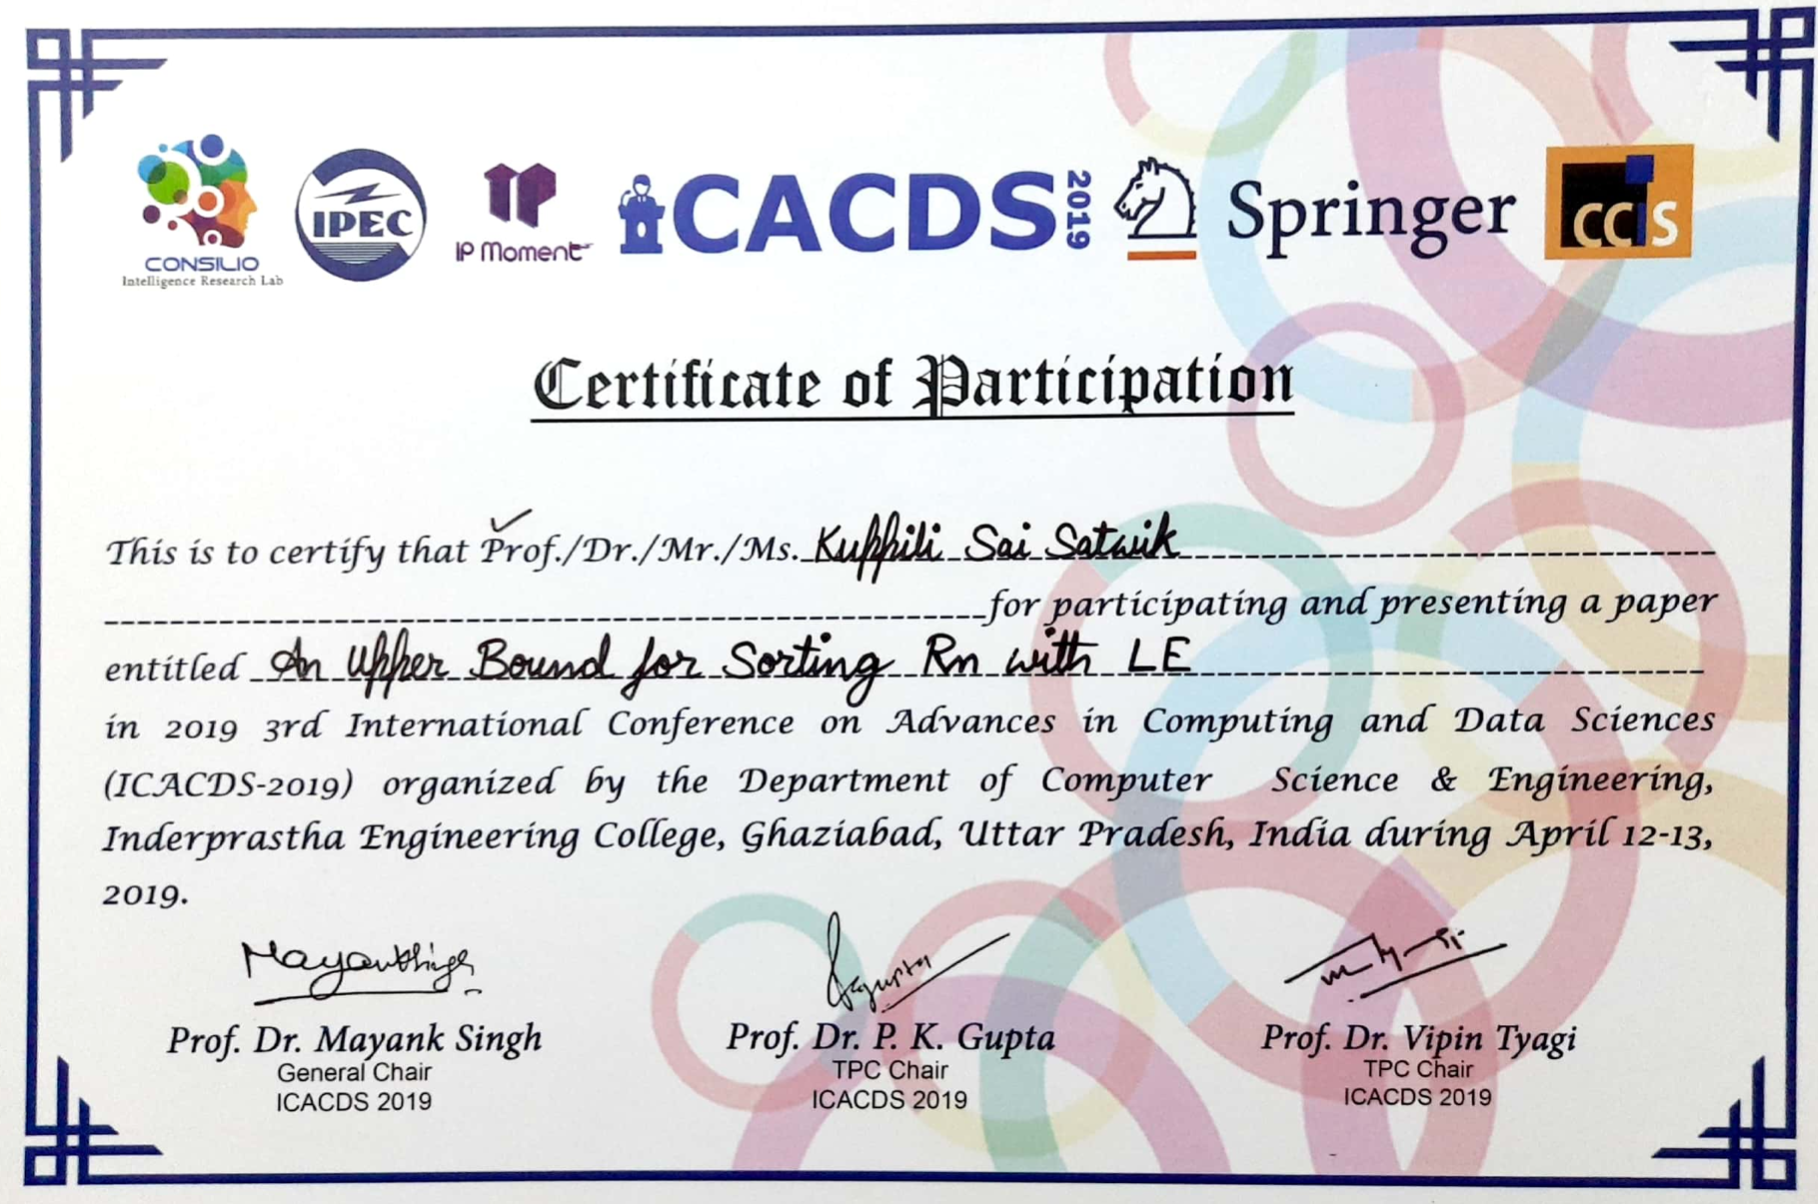 CONSILIO
Intelligence Research Lab
IPEC
IP Moment
iCACDS 2019
Springer
CCIS
Certificate of Participation
This is to certify that Prof./Dr./Mr./Ms. Kuppili Sai Satwik
for participating and presenting a paper
entitled An Upper Bound for Sorting Rn with LE
in 2019 3rd International Conference on Advances in Computing and Data Sciences
(ICACDS-2019) organized by the Department of Computer Science & Engineering,
Inderprastha Engineering College, Ghaziabad, Uttar Pradesh, India during April 12-13,
2019.
Prof. Dr. Mayank Singh
General Chair
ICACDS 2019
Prof. Dr. P. K. Gupta
TPC Chair
ICACDS 2019
Prof. Dr. Vipin Tyagi
TPC Chair
ICACDS 2019